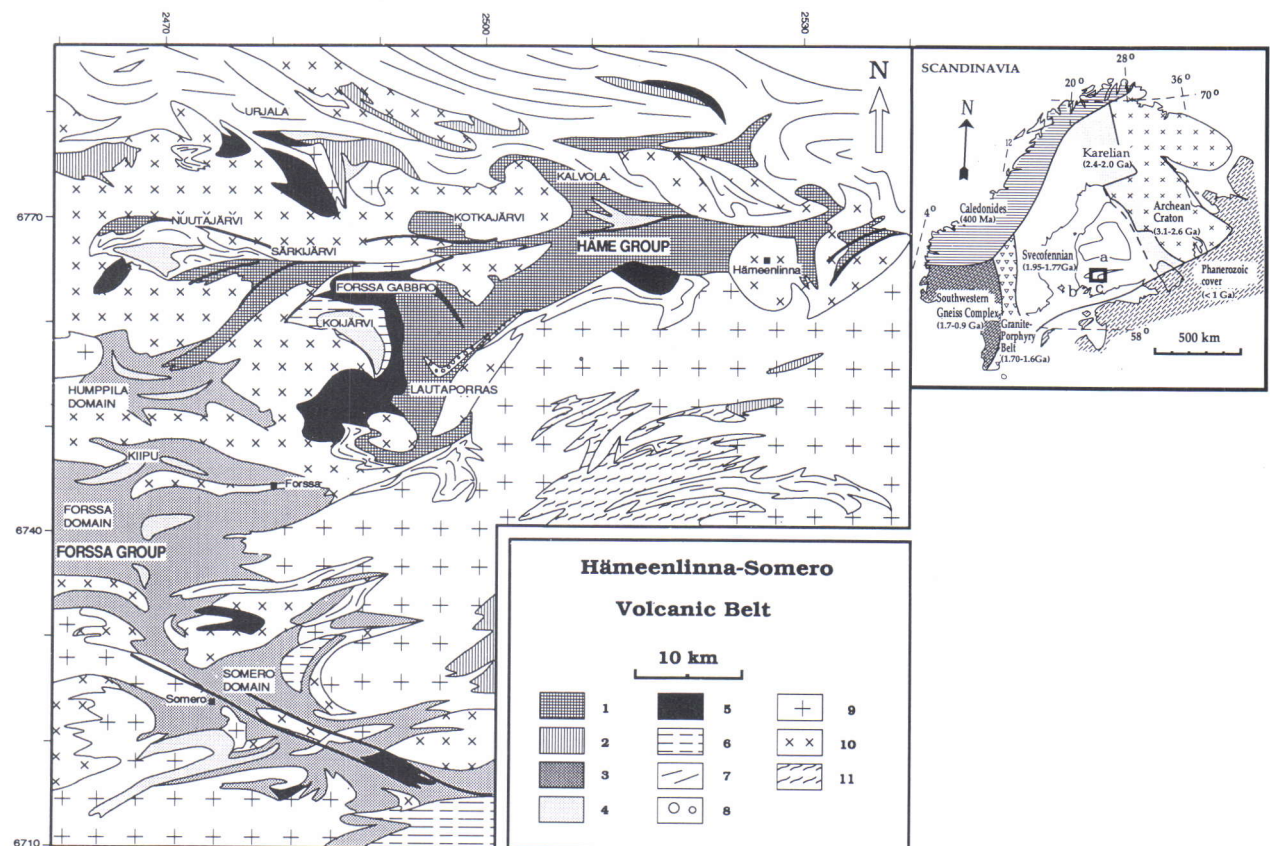 2470
2500
2530
6770
6740
6710
N
URJALA
KALVOLA
NUUTAJÄRVI
KOTKAJÄRVI
HÄME GROUP
SÄRKIJÄRVI
Hämeenlinna
FORSSA GABBRO
KOIJÄRVI
LAUTAPORRAS
HUMPPILA
DOMAIN
KIIPU
Forssa
FORSSA
DOMAIN
FORSSA GROUP
SOMERO
DOMAIN
Somero
Hämeenlinna-Somero
Volcanic Belt
10 km
1
2
3
4
5
6
7
8
9
10
11
SCANDINAVIA
28°
20°
36°
70°
N
12
Karelian
(2.4-2.0 Ga)
Caledonides
(400 Ma)
4°
Archean
Craton
(3.1-2.6 Ga)
Svecofennian
(1.95-1.77Ga)
a
b
c
Phanerozoic
cover
(< 1 Ga)
Southwestern
Gneiss Complex
(1.7-0.9 Ga)
Granite-
Porphyry
Belt
(1.70-1.6Ga)
58°
500 km